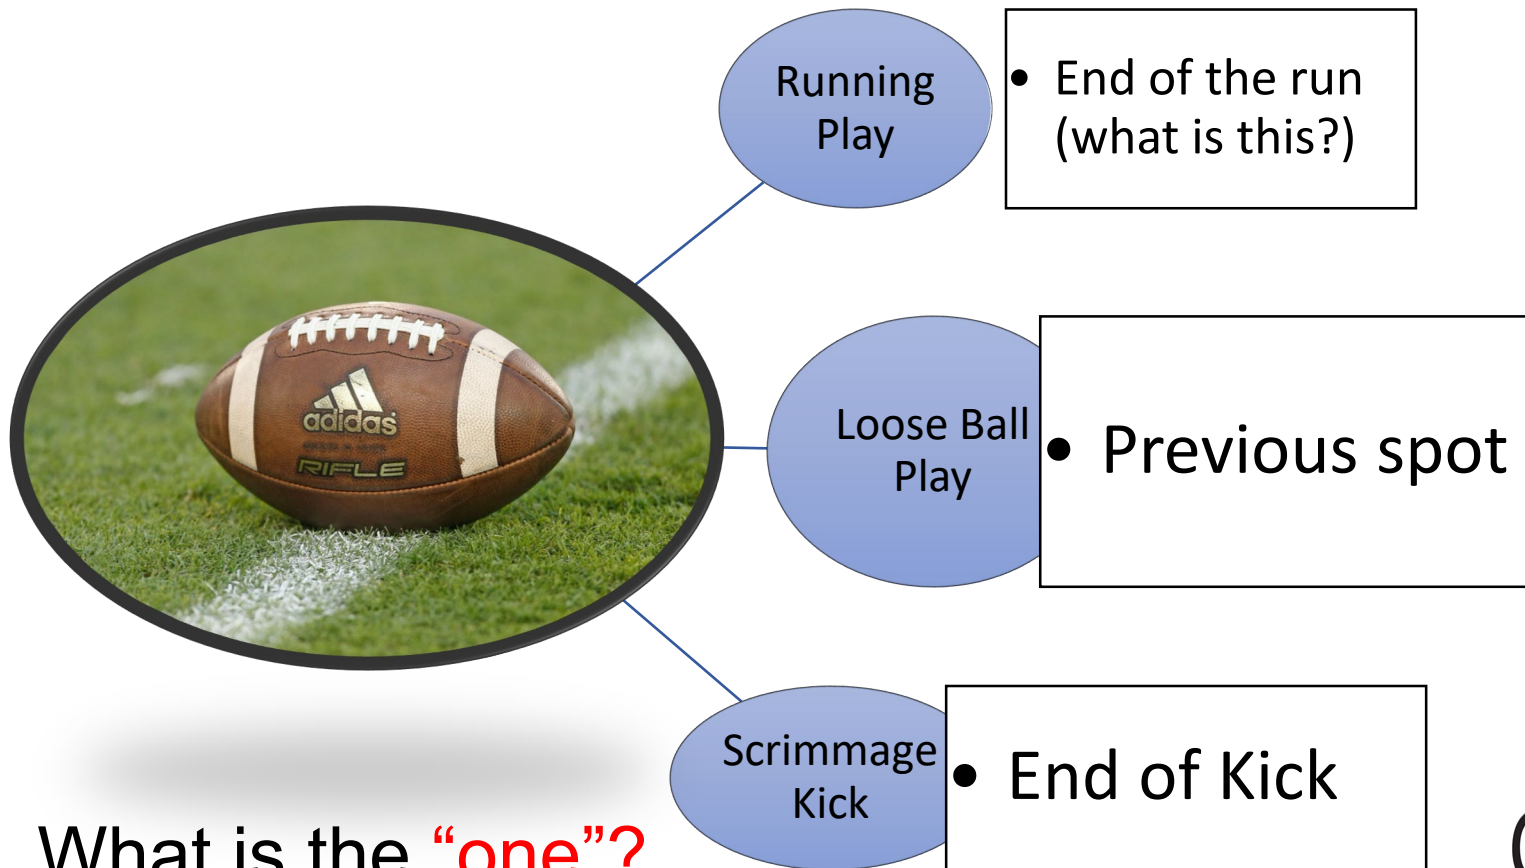 Running
Play
• End of the run
(what is this?)
adidas
RIFLE
Loose Ball
Play
• Previous spot
Scrimmage
Kick
• End of Kick
What is the “one”?